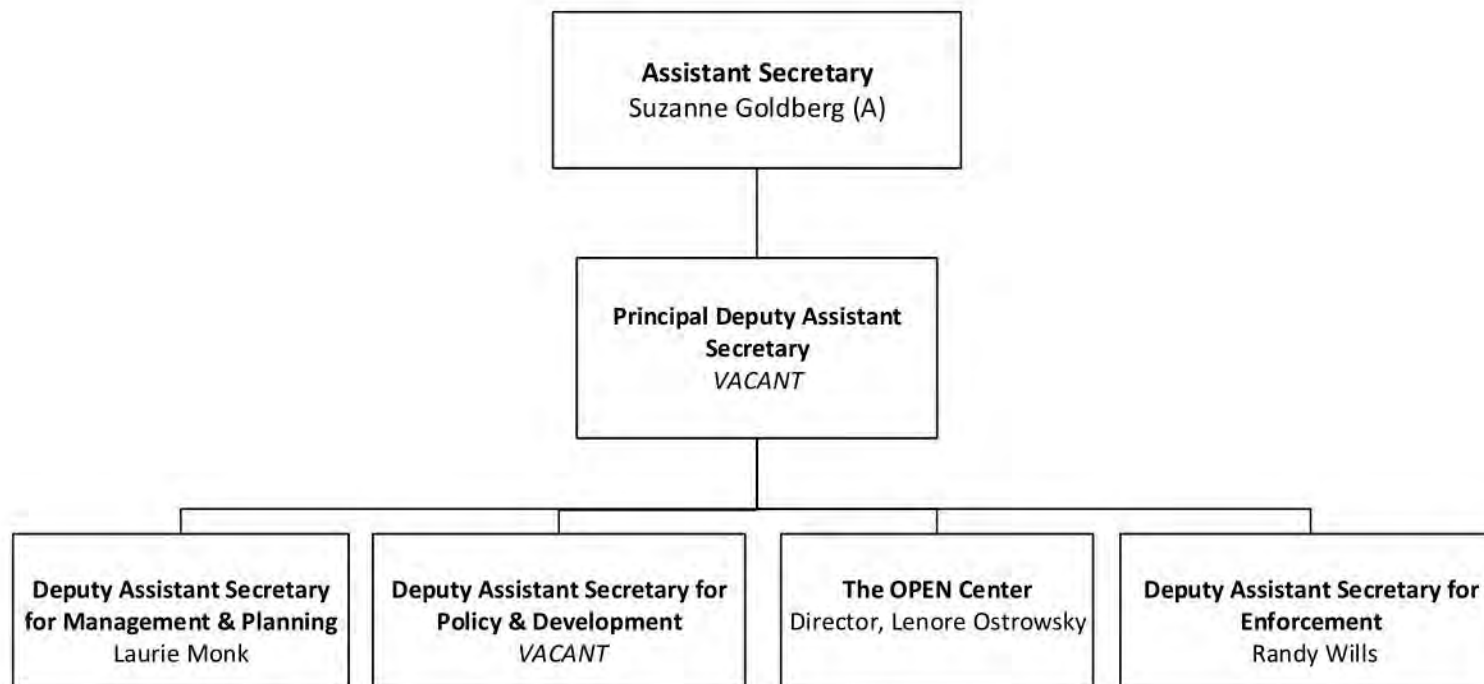 Assistant Secretary
Suzanne Goldberg (A)
Principal Deputy Assistant
Secretary
VACANT
Deputy Assistant Secretary
for Management & Planning
Laurie Monk
Deputy Assistant Secretary for
Policy & Development
VACANT
The OPEN Center
Director, Lenore Ostrowsky
Deputy Assistant Secretary for
Enforcement
Randy Wills